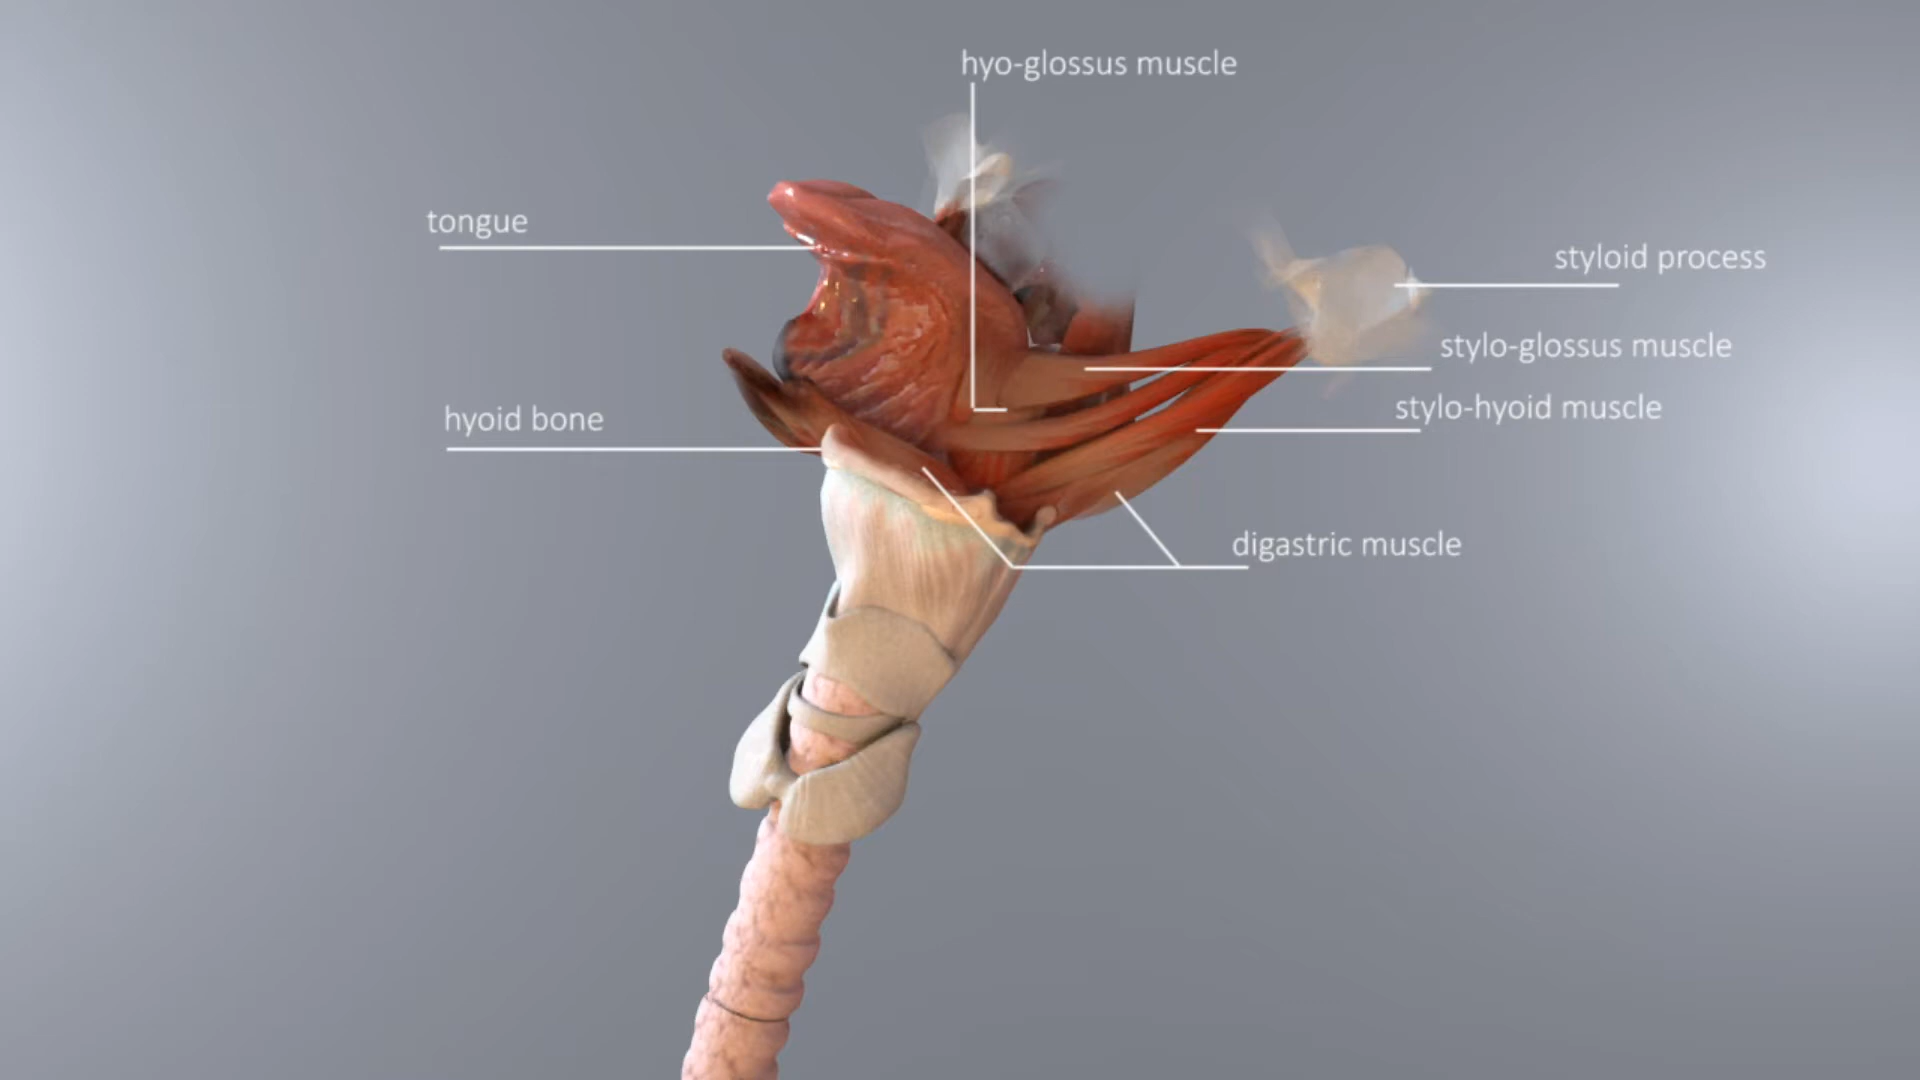 hyo-glossus muscle
tongue
styloid process
stylo-glossus muscle
stylo-hyoid muscle
hyoid bone
digastric muscle